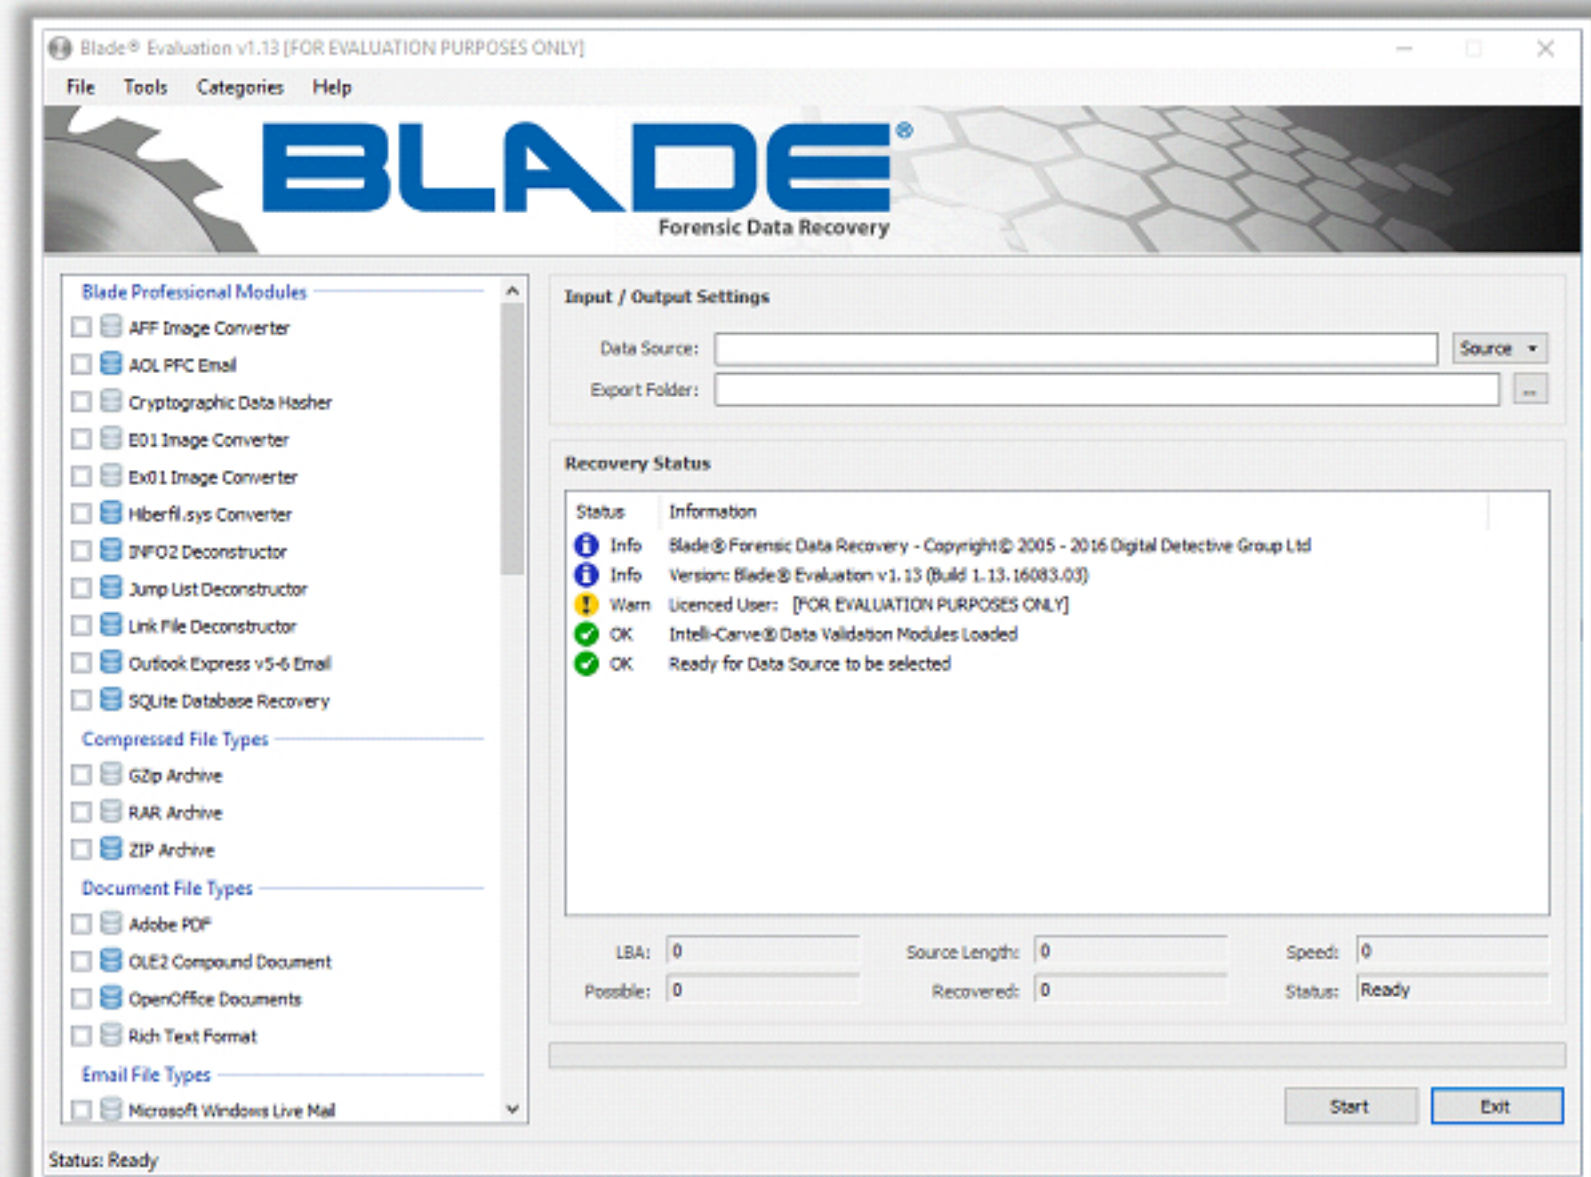 Blade® Evaluation v1.13 [FOR EVALUATION PURPOSES ONLY]
File Tools Categories Help
BLADE®
Forensic Data Recovery
Blade Professional Modules
AFF Image Converter
AOL PFC Email
Cryptographic Data Hasher
E01 Image Converter
Ex01 Image Converter
Hiberfil.sys Converter
INFO2 Deconstructor
Jump List Deconstructor
Link File Deconstructor
Outlook Express v5-6 Email
SQLite Database Recovery
Compressed File Types
GZip Archive
RAR Archive
ZIP Archive
Document File Types
Adobe PDF
OLE2 Compound Document
OpenOffice Documents
Rich Text Format
Email File Types
Microsoft Windows Live Mail
Input / Output Settings
Data Source: Source
Export Folder: ...
Recovery Status
Status Information
Info Blade® Forensic Data Recovery - Copyright© 2005 - 2016 Digital Detective Group Ltd
Info Version: Blade® Evaluation v1.13 (Build 1.13.16083.03)
Warn Licenced User: [FOR EVALUATION PURPOSES ONLY]
OK Intelli-Carve® Data Validation Modules Loaded
OK Ready for Data Source to be selected
LBA: 0 Source Length: 0 Speed: 0
Possible: 0 Recovered: 0 Status: Ready
Start Exit
Status: Ready